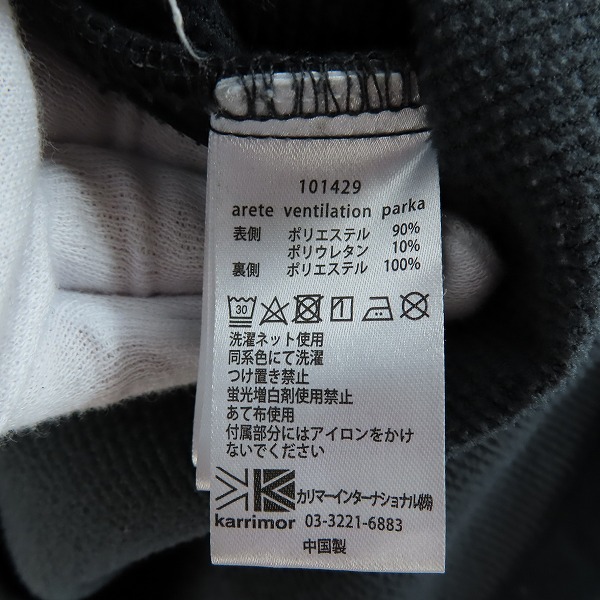 101429
arete ventilation parka
表側 ポリエステル 90%
ポリウレタン 10%
裏側 ポリエステル 100%
30
洗濯ネット使用
同系色にて洗濯
つけ置き禁止
蛍光増白剤使用禁止
あて布使用
付属部分にはアイロンをかけ
ないでください
karrimor
カリマーインターナショナル㈱
03-3221-6883
中国製